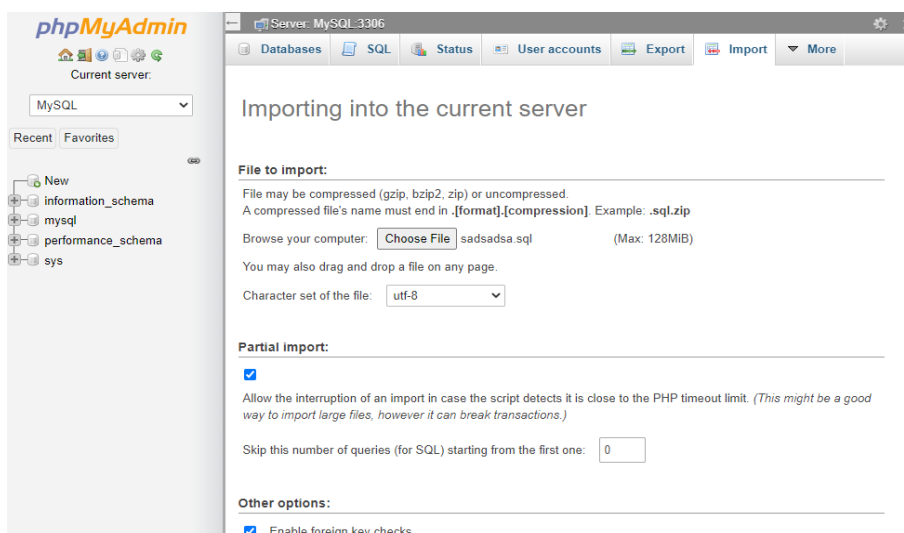 phpMyAdmin
Current server:
MySQL
Recent Favorites
New
information_schema
mysql
performance_schema
sys
Server: MySQL:3306
Databases SQL Status User accounts Export Import More
Importing into the current server
File to import:
File may be compressed (gzip, bzip2, zip) or uncompressed.
A compressed file's name must end in .[format].[compression]. Example: .sql.zip
Browse your computer: Choose File sadsadsa.sql (Max: 128MiB)
You may also drag and drop a file on any page.
Character set of the file: utf-8
Partial import:
Allow the interruption of an import in case the script detects it is close to the PHP timeout limit. (This might be a good
way to import large files, however it can break transactions.)
Skip this number of queries (for SQL) starting from the first one: 0
Other options:
Enable foreign key checks